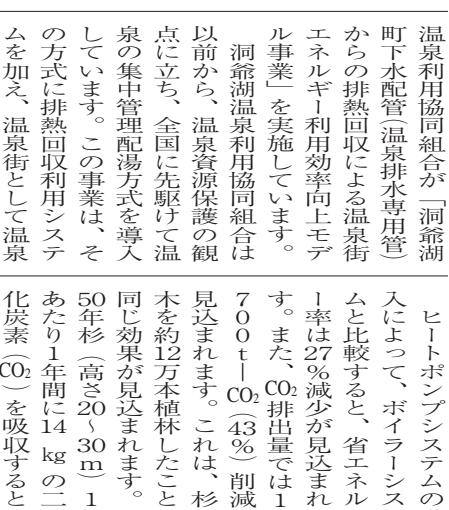 温泉利用協同組合が「洞爺湖
町下水配管(温泉排水専用管)
からの排熱回収による温泉街
エネルギー利用効率向上モデ
ル事業」を実施しています。
洞爺湖温泉利用協同組合は
以前から、温泉資源保護の観
点に立ち、全国に先駆けて温
泉の集中管理配湯方式を導入
しています。この事業は、そ
の方式に排熱回収利用システ
ムを加え、温泉街として温泉
ヒートポンプシステムの
入によって、ボイラーシス
ムと比較すると、省エネル
ー率は27%減少が見込まれ
す。また、CO₂排出量では1
700t―CO₂(43%)削減
見込まれます。これは、杉
木を約12万本植林したこと
同じ効果が見込まれます。
50年杉(高さ20~30m)1
あたり1年間に14kgの二
化炭素(CO₂)を吸収すると